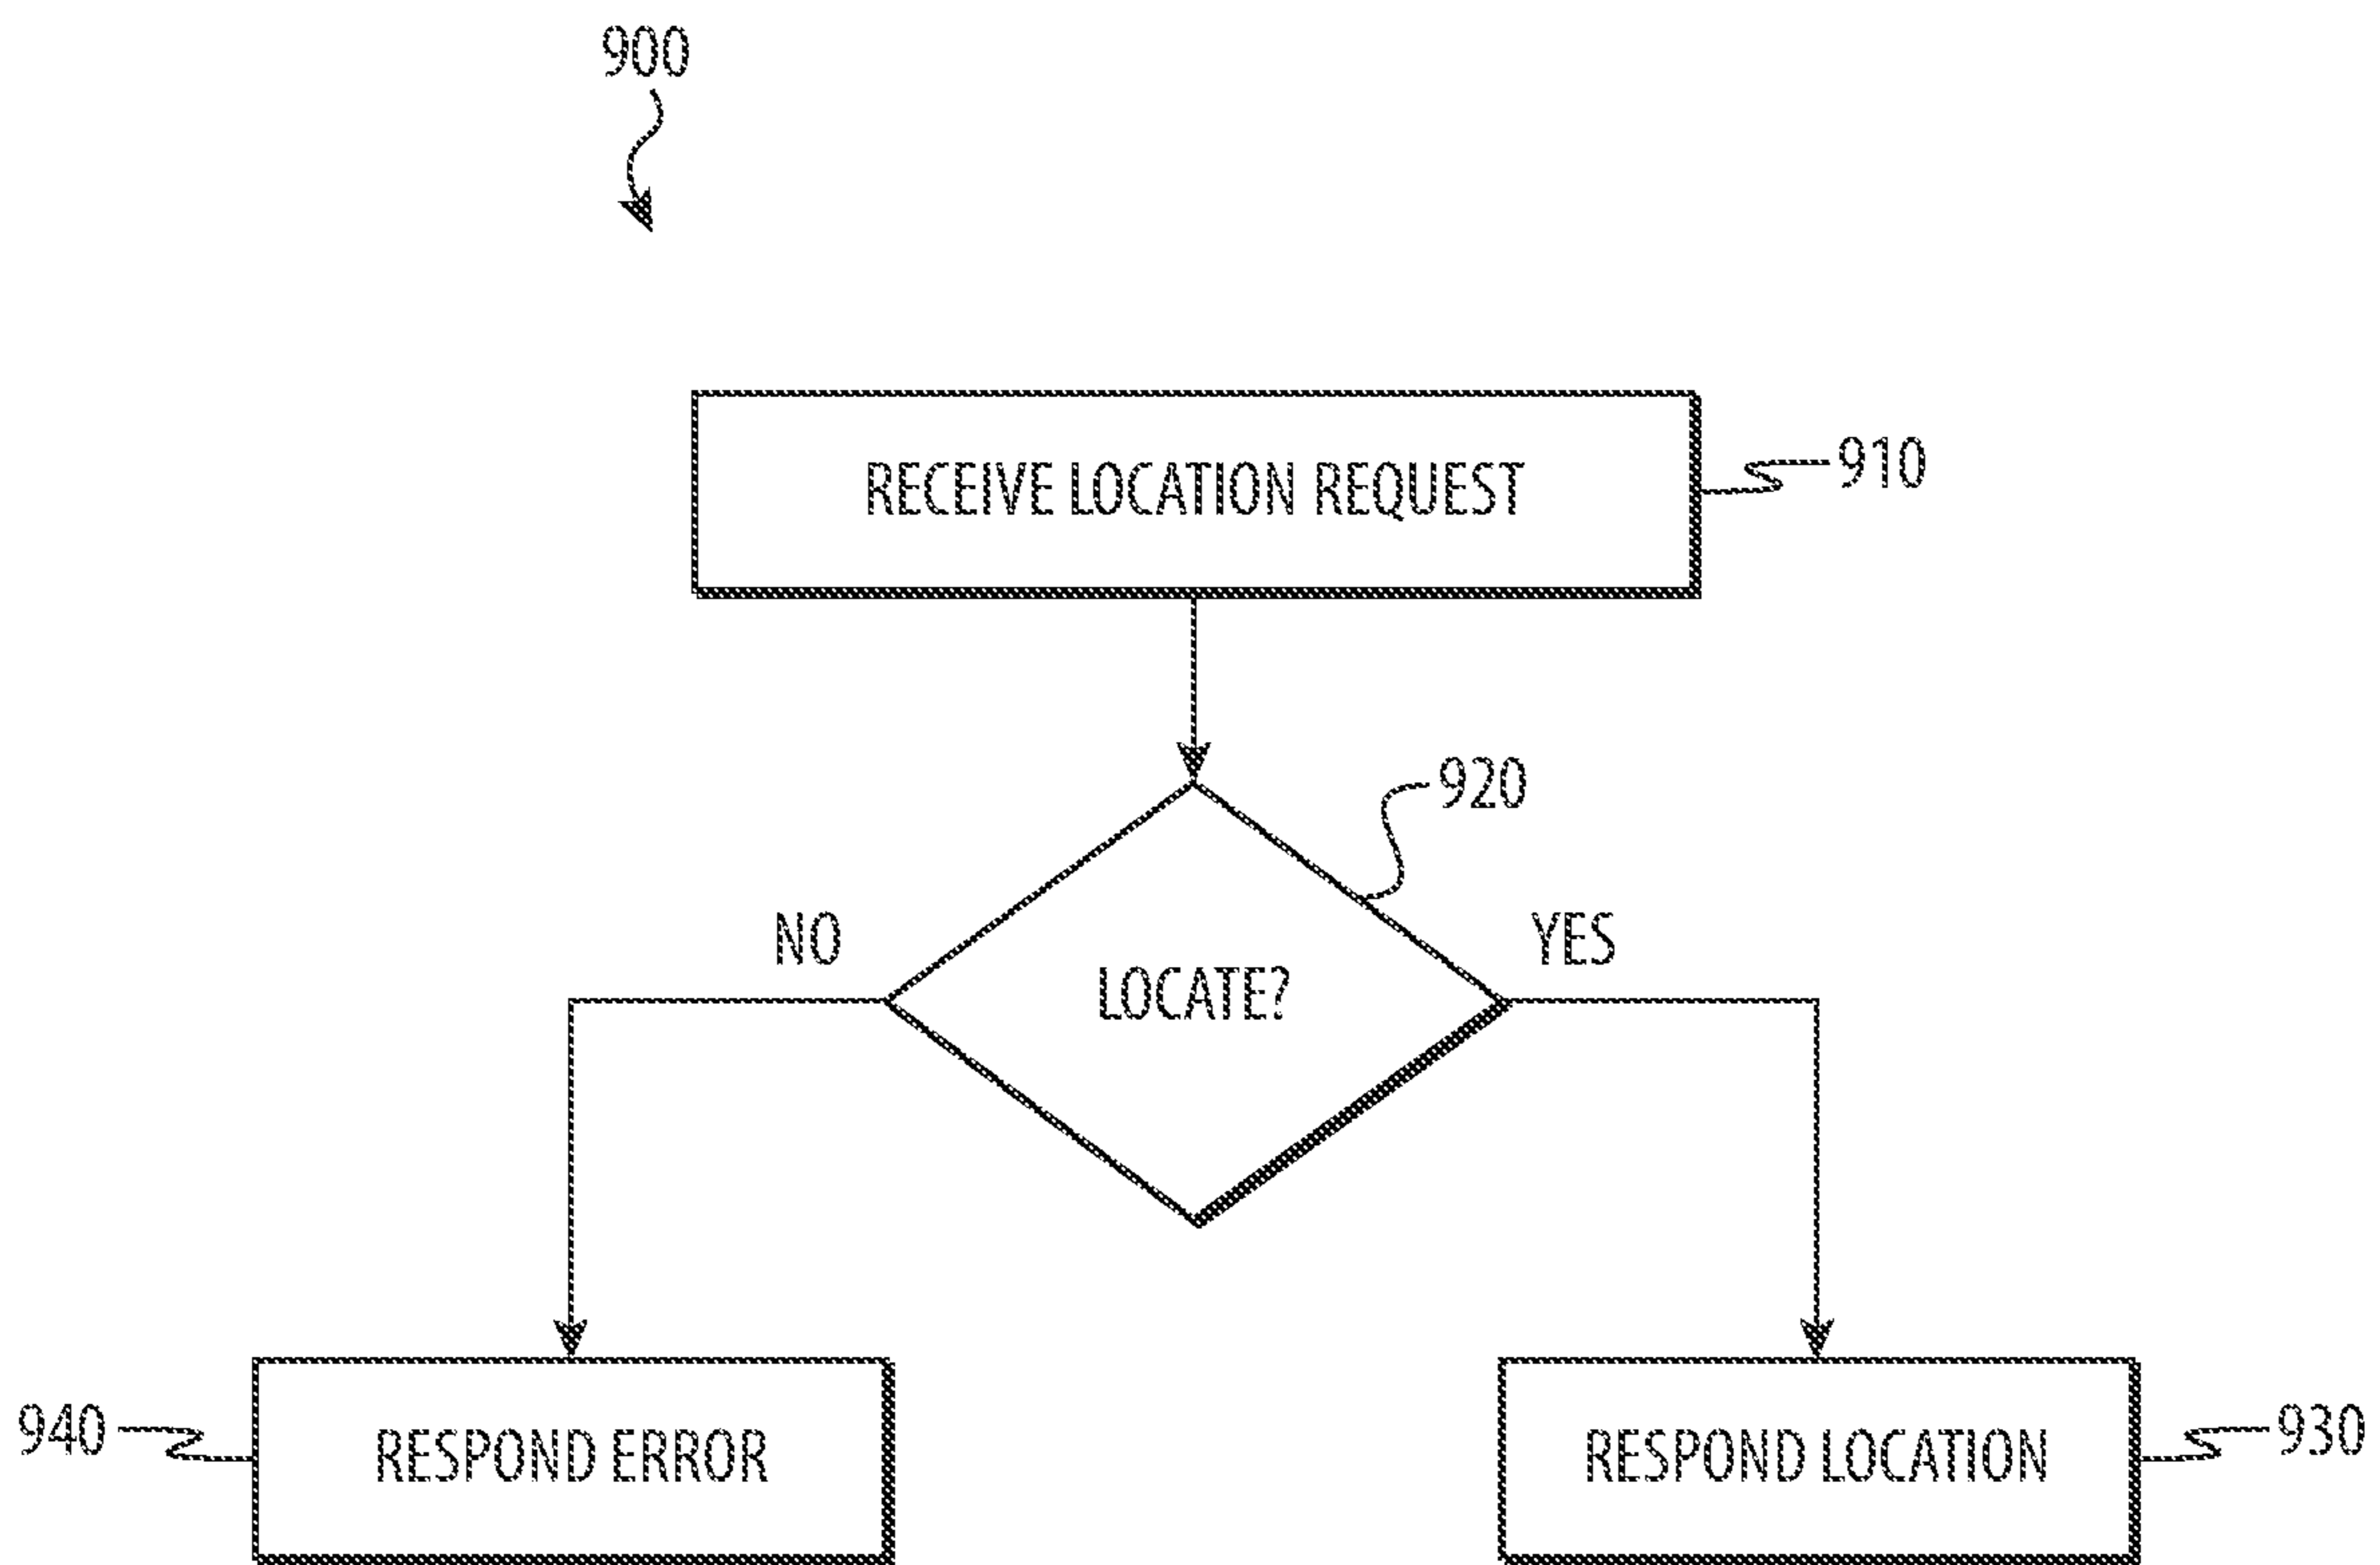 900
RECEIVE LOCATION REQUEST
910
920
NO
YES
LOCATE?
940
RESPOND ERROR
RESPOND LOCATION
930